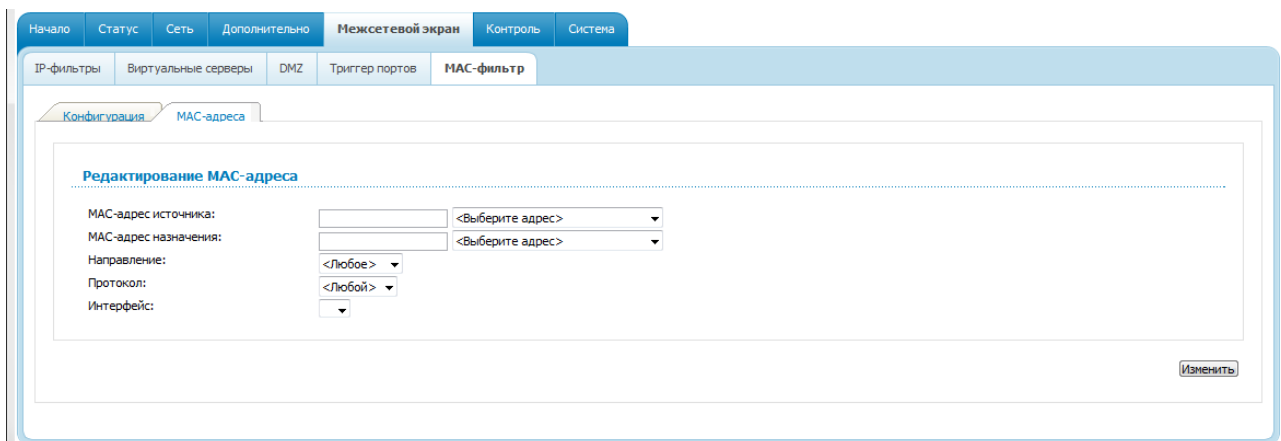 Начало Статус Сеть Дополнительно Межсетевой экран Контроль Система
IP-фильтры Виртуальные серверы DMZ Триггер портов MAC-фильтр
Конфигурация MAC-адреса
Редактирование MAC-адреса
MAC-адрес источника: <Выберите адрес>
MAC-адрес назначения: <Выберите адрес>
Направление: <Любое>
Протокол: <Любой>
Интерфейс:
Изменить